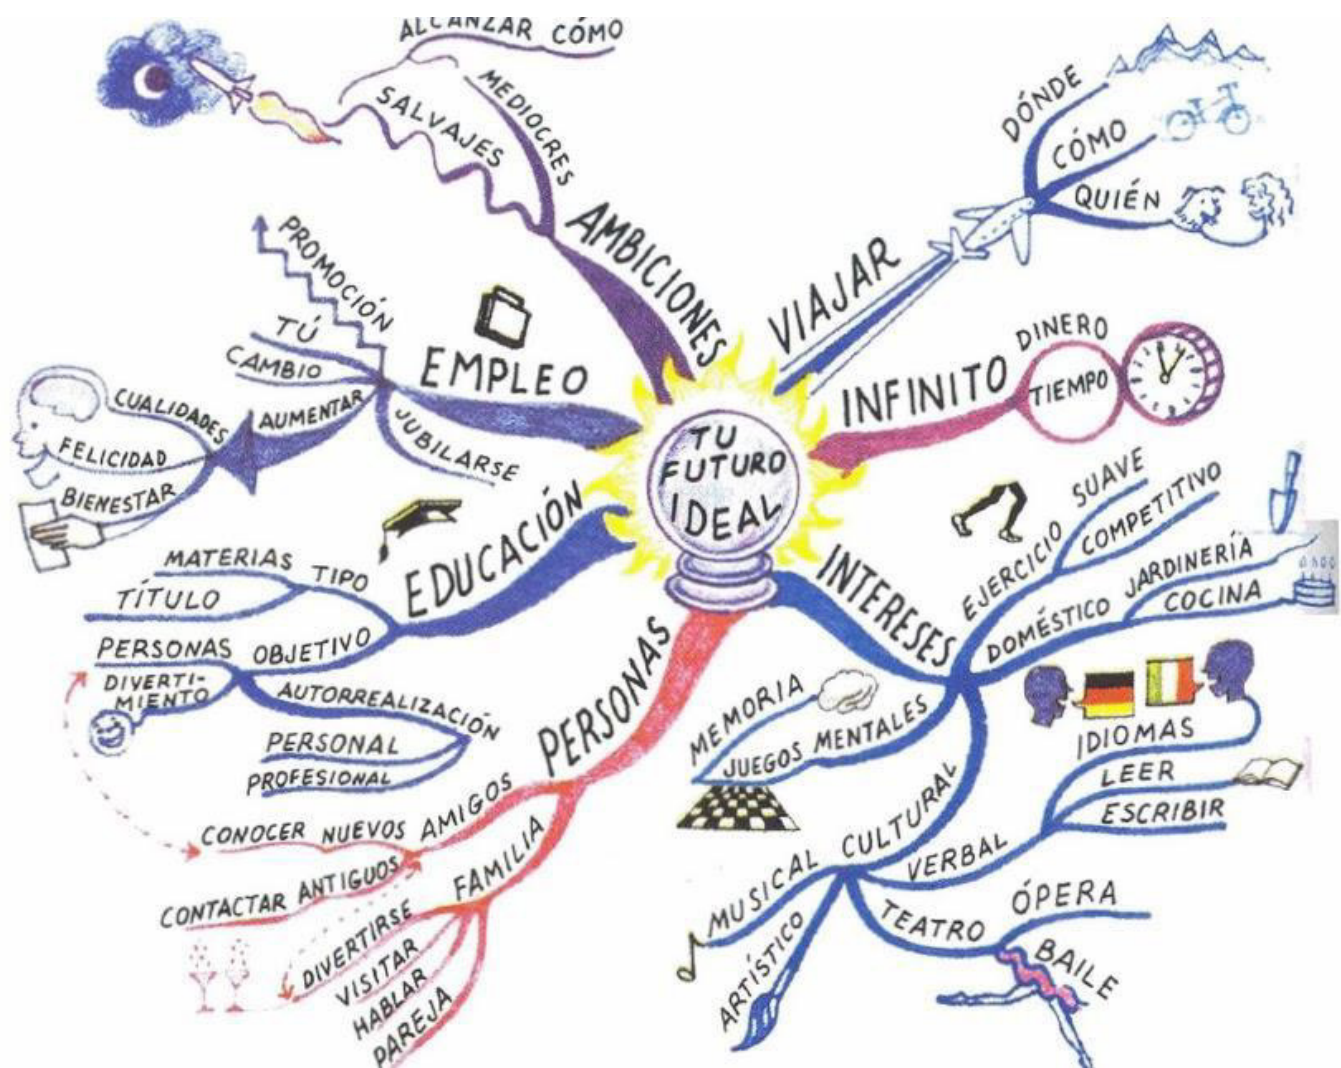 TU
FUTURO
IDEAL
VIAJAR
DÓNDE
CÓMO
QUIÉN
INFINITO
DINERO
TIEMPO
INTERESES
EJERCICIO
SUAVE
COMPETITIVO
DOMÉSTICO
JARDINERÍA
COCINA
JUEGOS MENTALES
MEMORIA
CULTURAL
VERBAL
IDIOMAS
LEER
ESCRIBIR
TEATRO
ÓPERA
BAILE
ARTÍSTICO
MUSICAL
PERSONAS
FAMILIA
DIVERTIRSE
VISITAR
HABLAR
PAREJA
AMIGOS
CONOCER NUEVOS
CONTACTAR ANTIGUOS
EDUCACIÓN
TIPO
MATERIAS
TÍTULO
OBJETIVO
PERSONAS
DIVERTI-
MIENTO
AUTORREALIZACIÓN
PERSONAL
PROFESIONAL
EMPLEO
PROMOCIÓN
TÚ
CAMBIO
AUMENTAR
CUALIDADES
FELICIDAD
BIENESTAR
JUBILARSE
AMBICIONES
MEDIOCRES
SALVAJES
ALCANZAR CÓMO